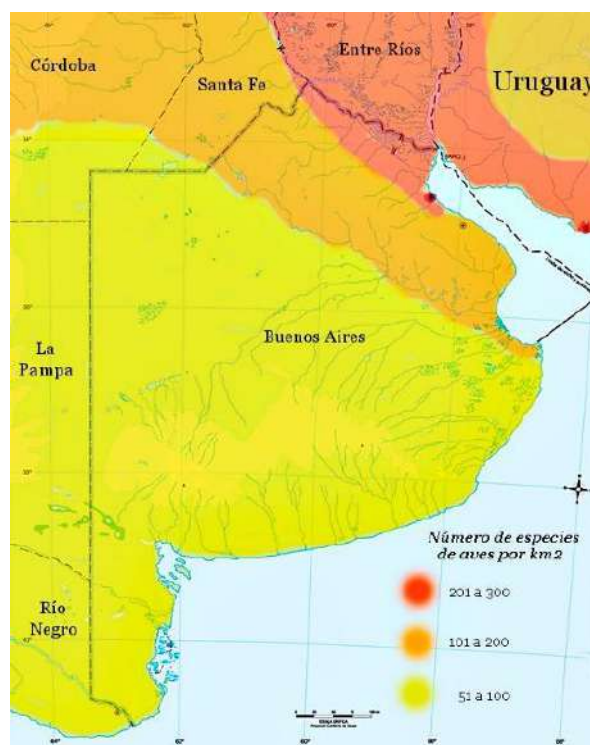 Entre Ríos
Córdoba
Santa Fe
Uruguay
Buenos Aires
La
Pampa
Río
Negro
Número de especies
de aves por km2
201 a 300
101 a 200
51 a 100